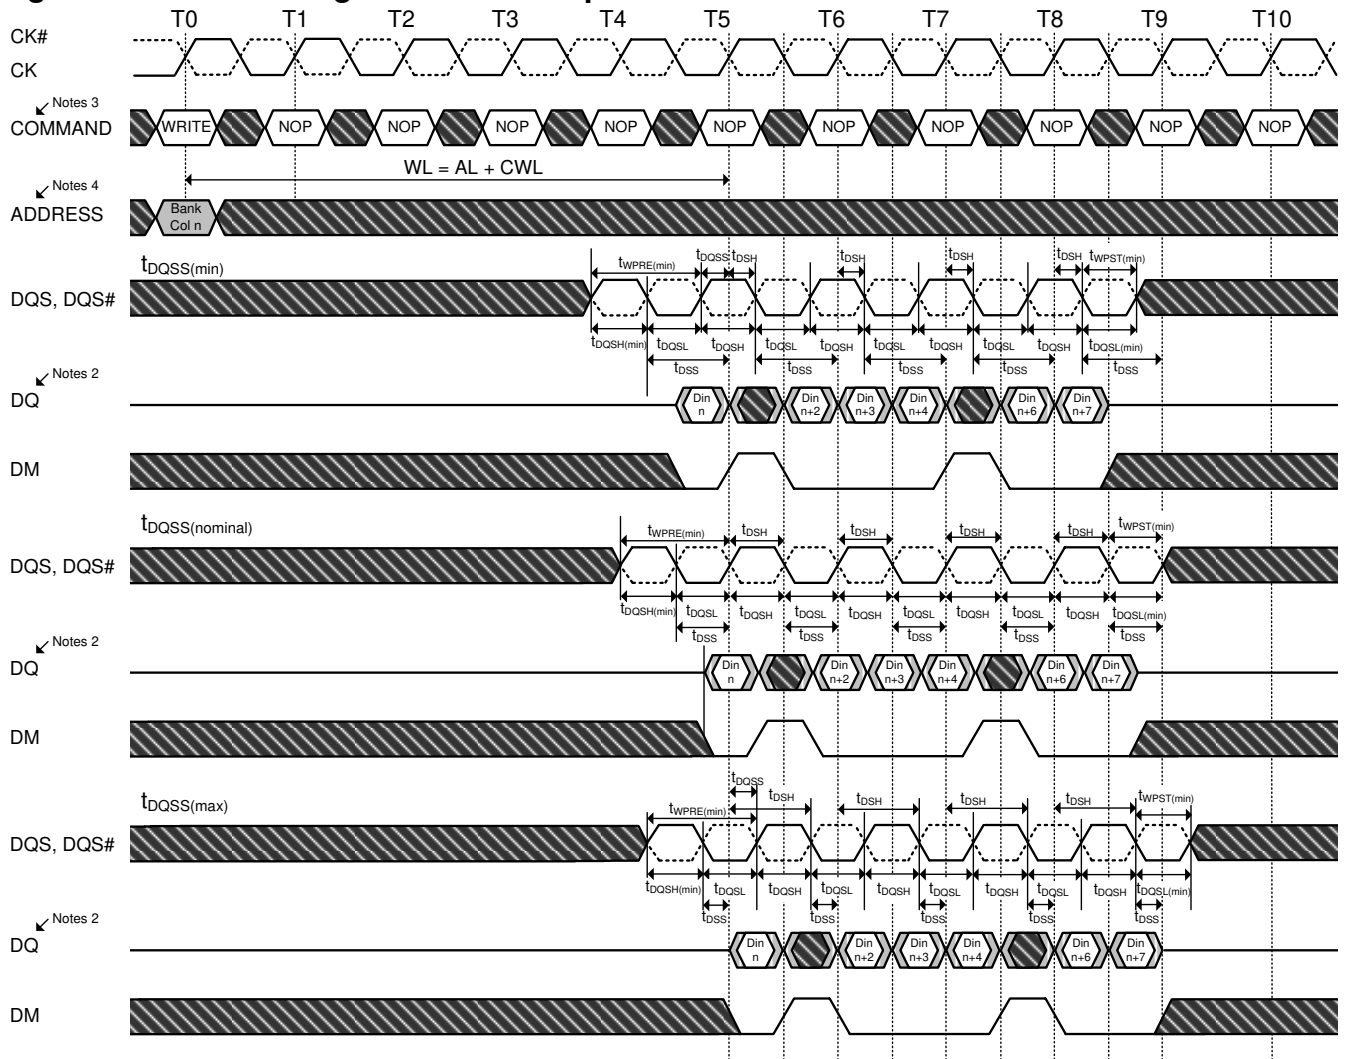 T0 T1 T2 T3 T4 T5 T6 T7 T8 T9 T10
CK#
CK
Notes 3
COMMAND WRITE NOP NOP NOP NOP NOP NOP NOP NOP NOP NOP
WL = AL + CWL
Notes 4
ADDRESS Bank Col n
tDQSS(min) tWPRE(min) tDQSS tDSH tDSH tDSH tDSH tWPST(min)
DQS, DQS#
tDQSH(min) tDQSL tDQSH tDQSL tDQSH tDQSL tDQSH tDQSL tDQSH tDQSL(min)
tDSS tDSS tDSS tDSS tDSS
Notes 2
DQ Din n Din n+2 Din n+3 Din n+4 Din n+6 Din n+7
DM
tDQSS(nominal) tWPRE(min) tDSH tDSH tDSH tDSH tWPST(min)
DQS, DQS#
tDQSH(min) tDQSL tDQSH tDQSL tDQSH tDQSL tDQSH tDQSL tDQSH tDQSL(min)
tDSS tDSS tDSS tDSS tDSS
Notes 2
DQ Din n Din n+2 Din n+3 Din n+4 Din n+6 Din n+7
DM
tDQSS
tDQSS(max) tWPRE(min) tDSH tDSH tDSH tDSH tWPST(min)
DQS, DQS#
tDQSH(min) tDQSL tDQSH tDQSL tDQSH tDQSL tDQSH tDQSL tDQSH tDQSL(min)
tDSS tDSS tDSS tDSS tDSS
Notes 2
DQ Din n Din n+2 Din n+3 Din n+4 Din n+6 Din n+7
DM